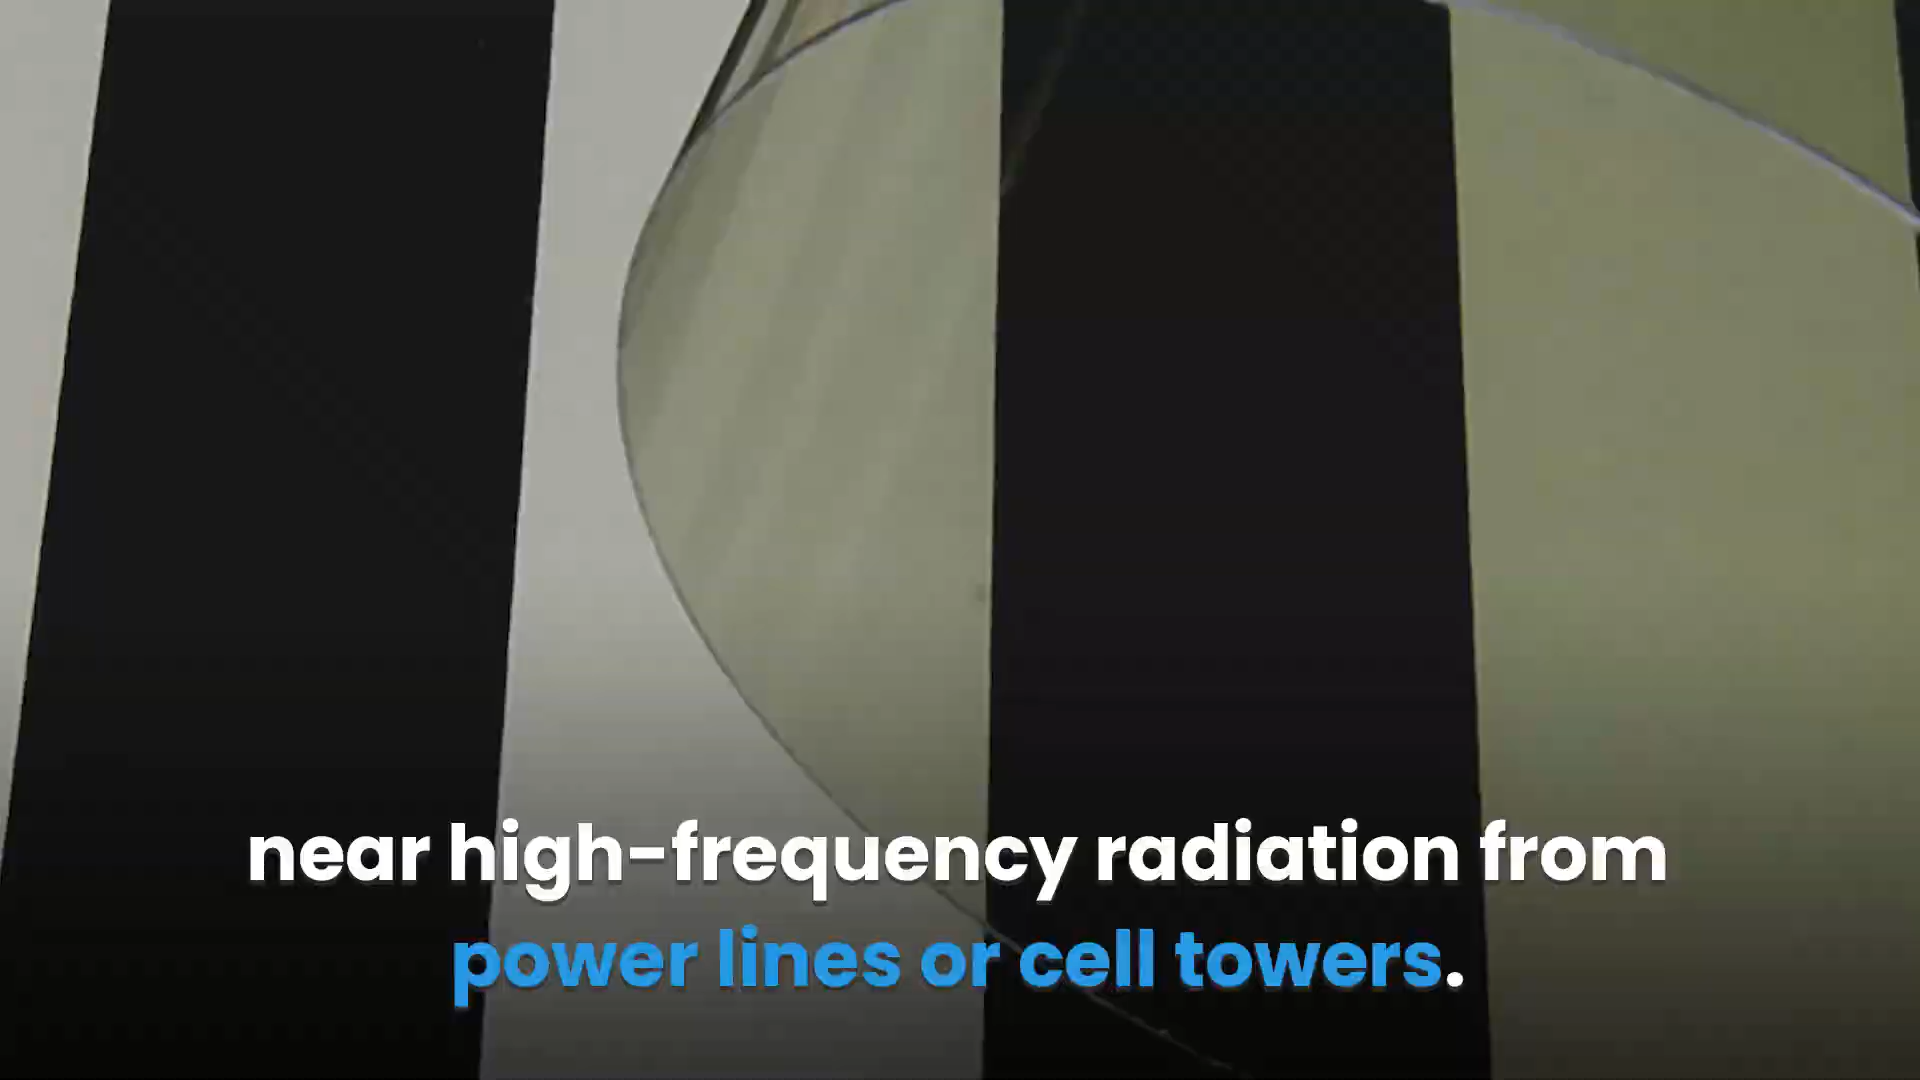 near high-frequency radiation from
power lines or cell towers.